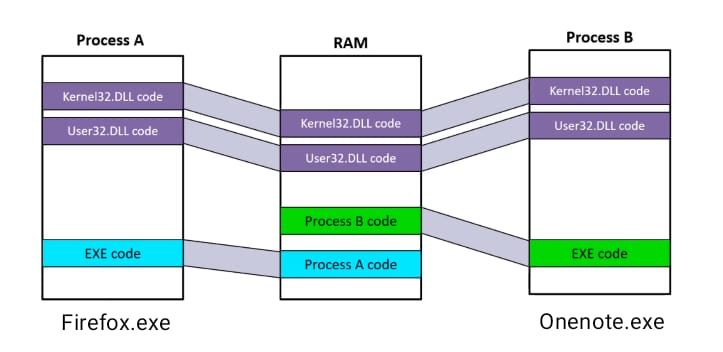 Process A
RAM
Process B
Kernel32.DLL code
Kernel32.DLL code
Kernel32.DLL code
User32.DLL code
User32.DLL code
User32.DLL code
Process B code
EXE code
Process A code
EXE code
Firefox.exe
Onenote.exe